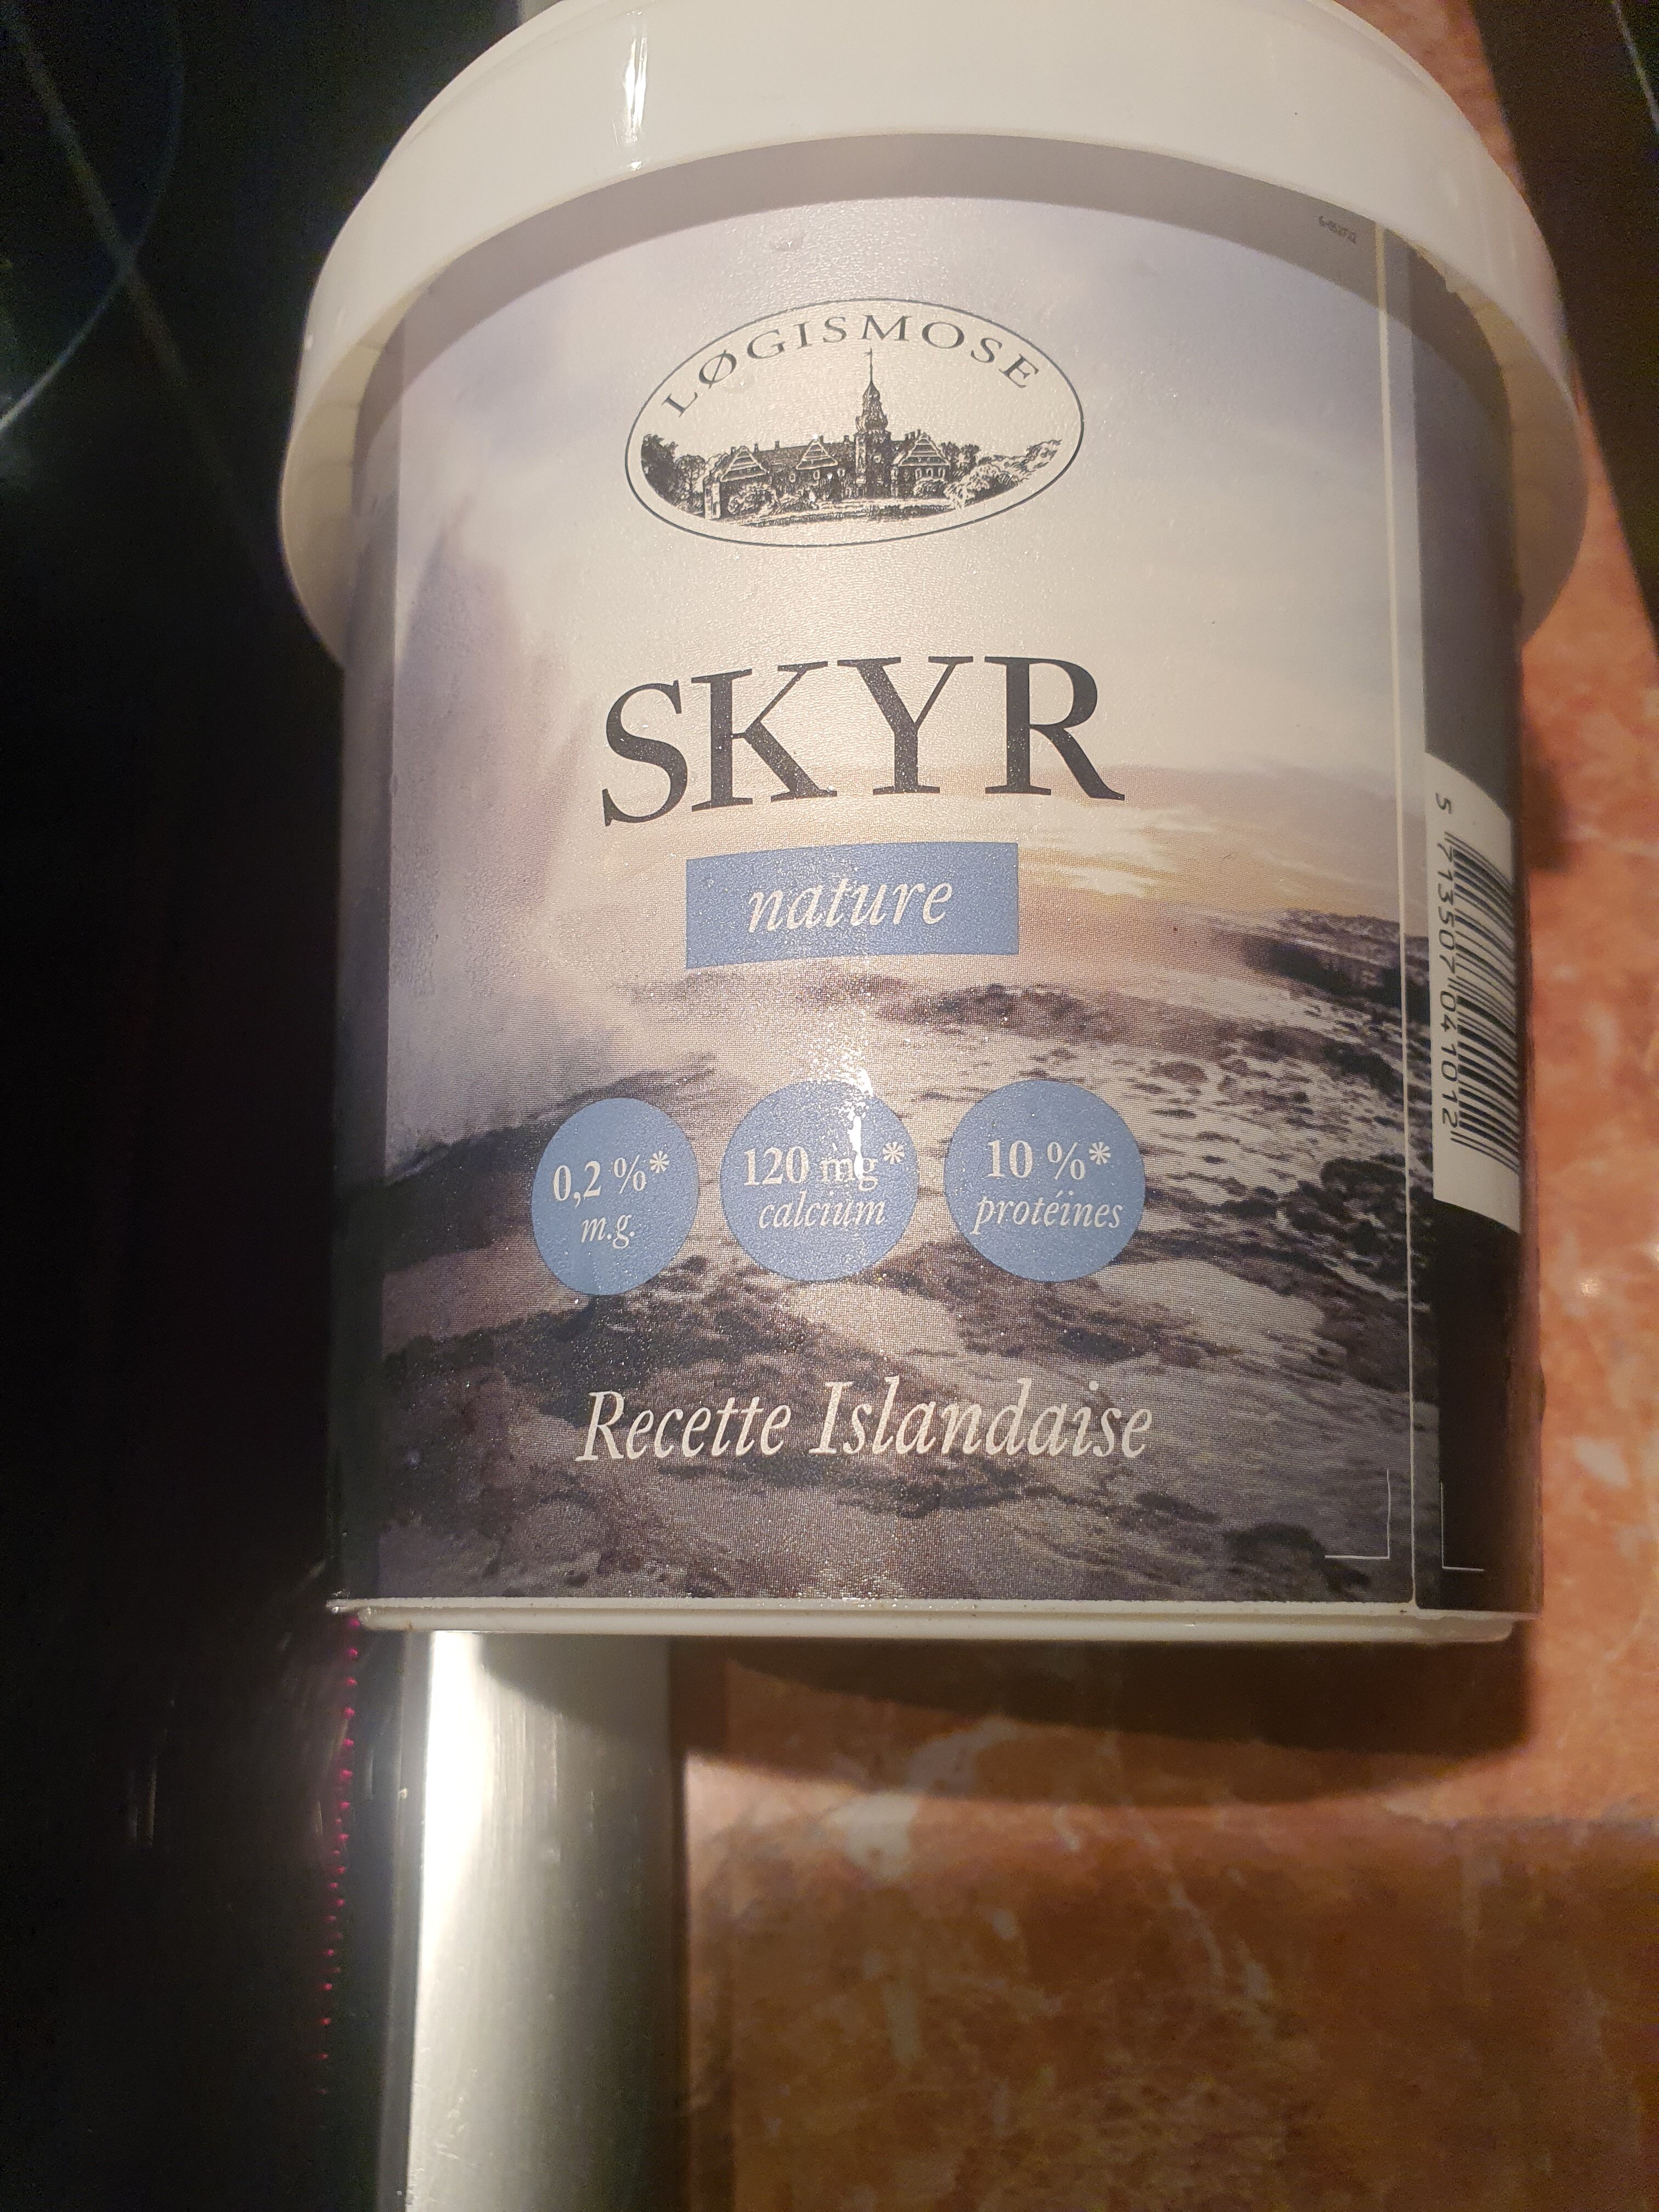 LØGISMOSE
SKYR
nature
0,2 %*
m.g.
120 mg*
calcium
10 %*
protéines
Recette Islandaise
5 713507 041012